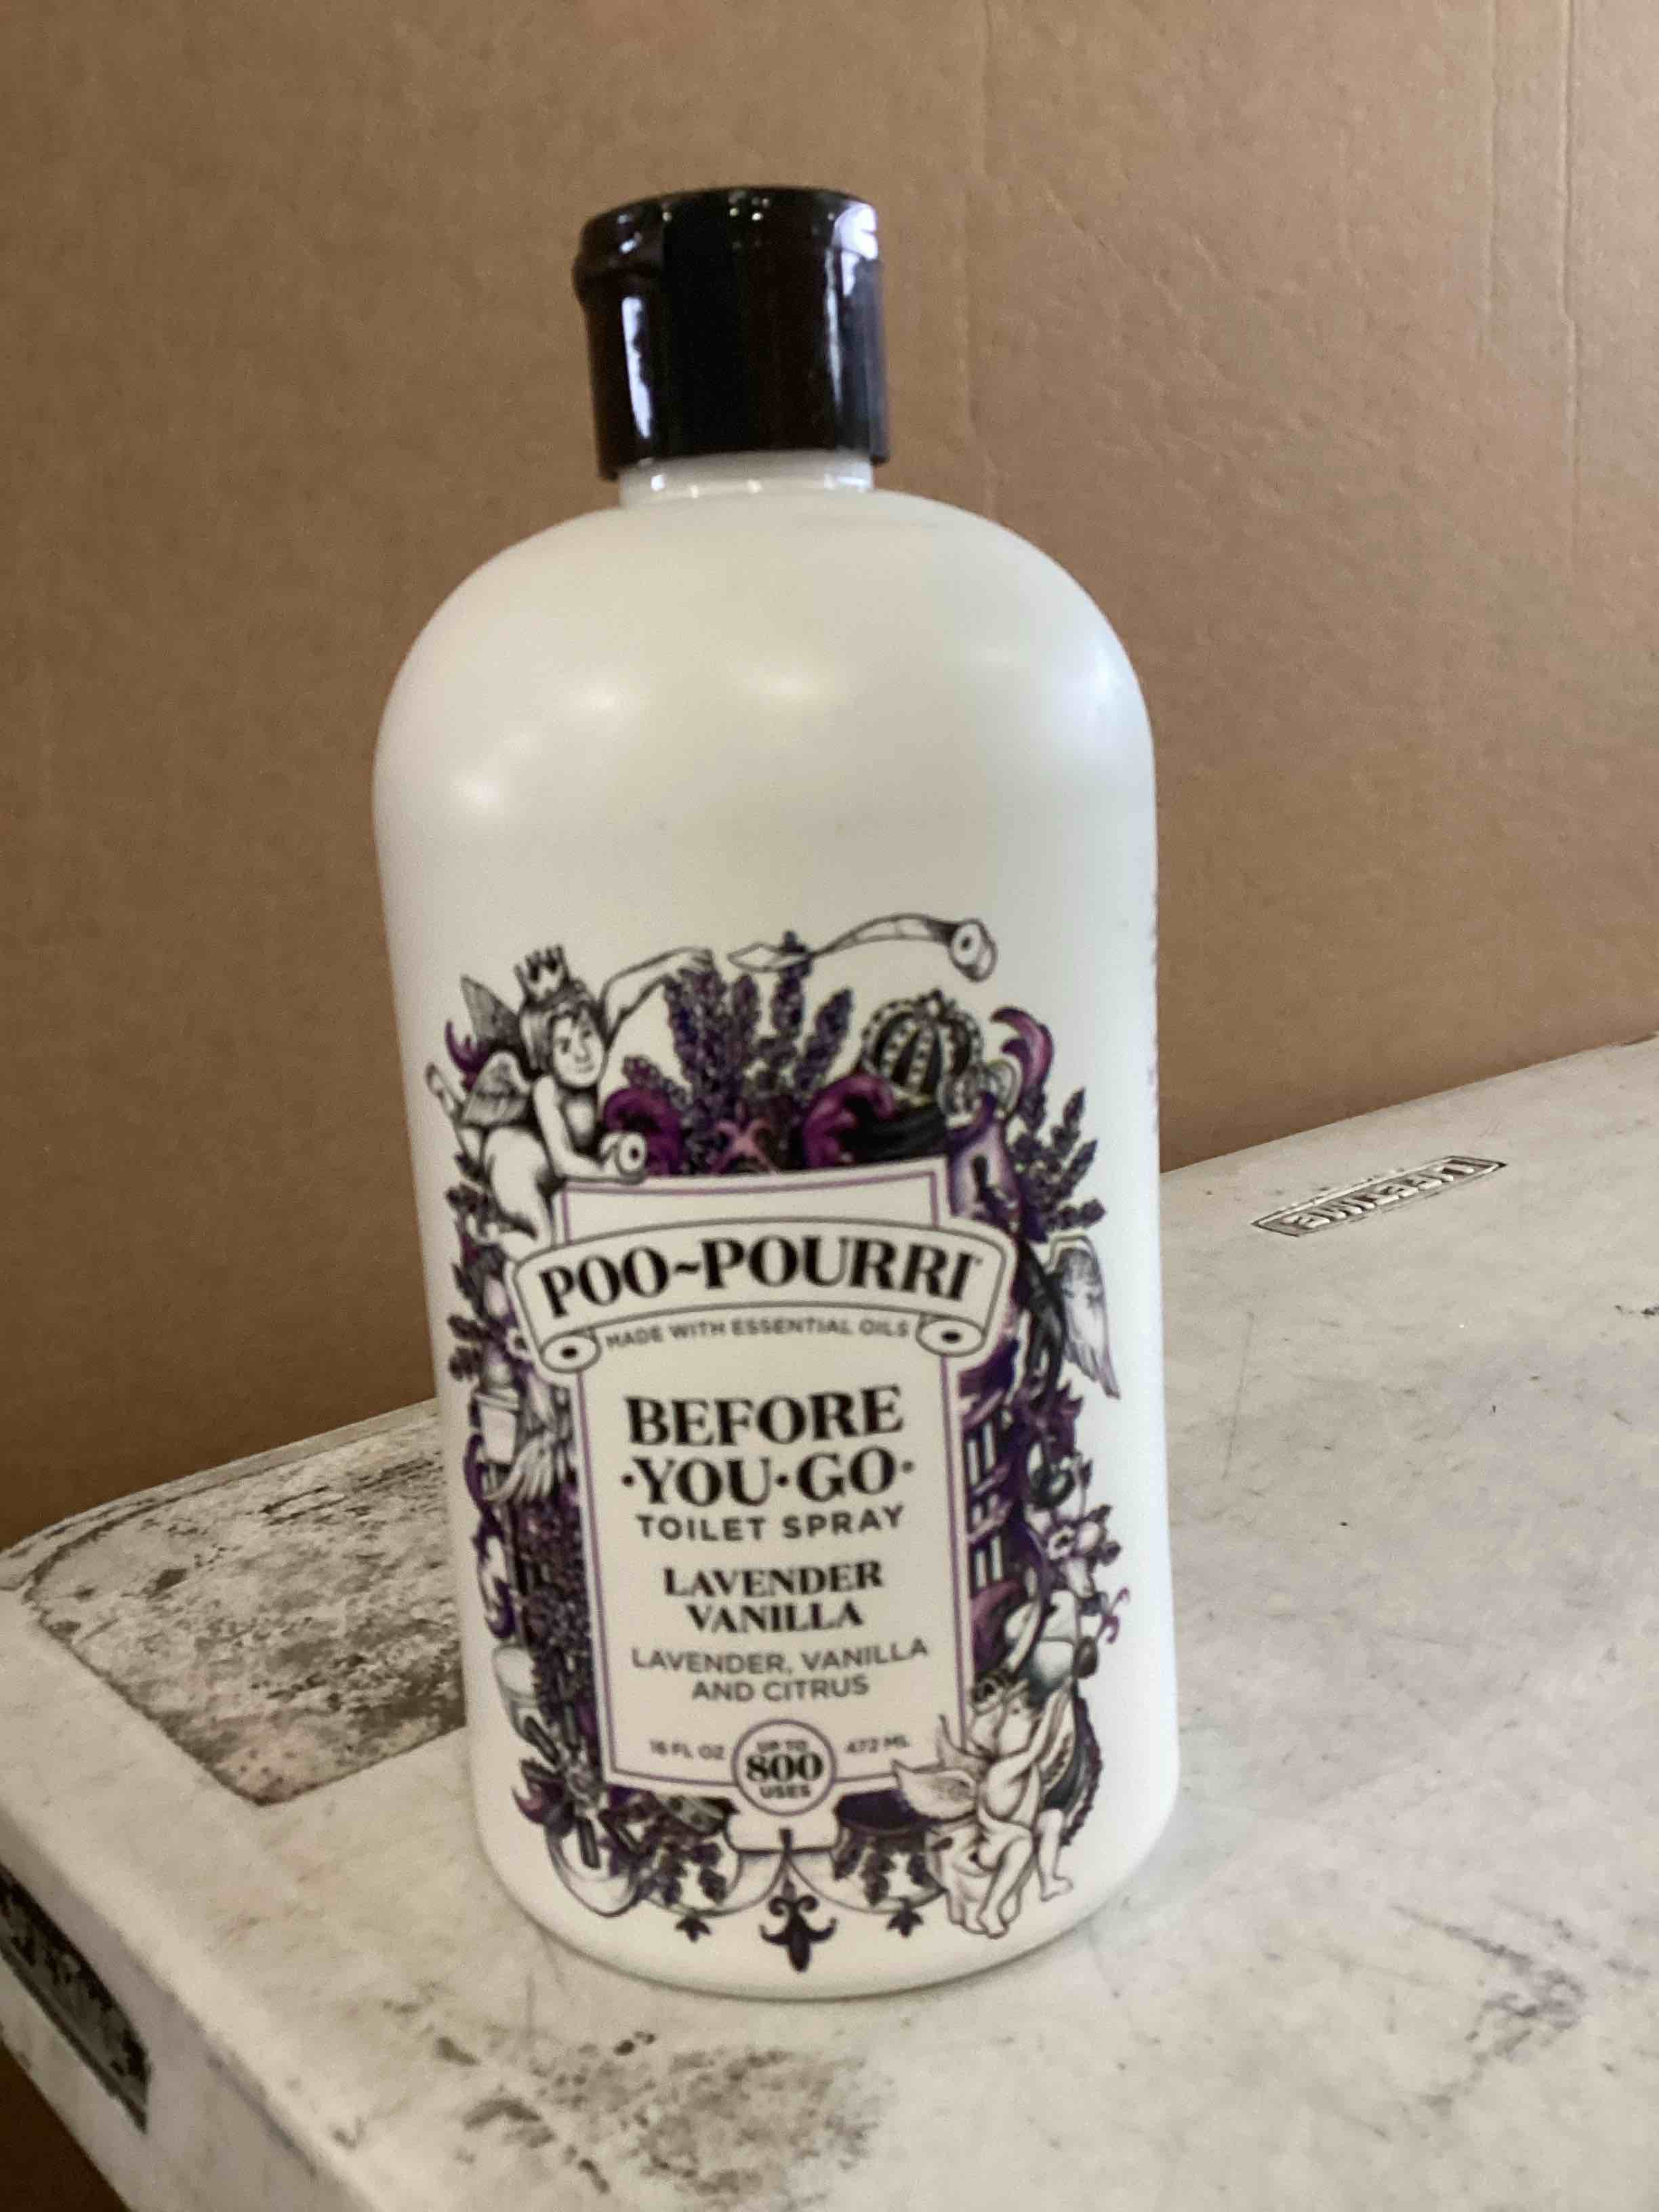 POO~POURRI™
MADE WITH ESSENTIAL OILS
BEFORE
·YOU·GO·
TOILET SPRAY
LAVENDER
VANILLA
LAVENDER, VANILLA
AND CITRUS
16 FL OZ
UP TO
800
USES
472 ML